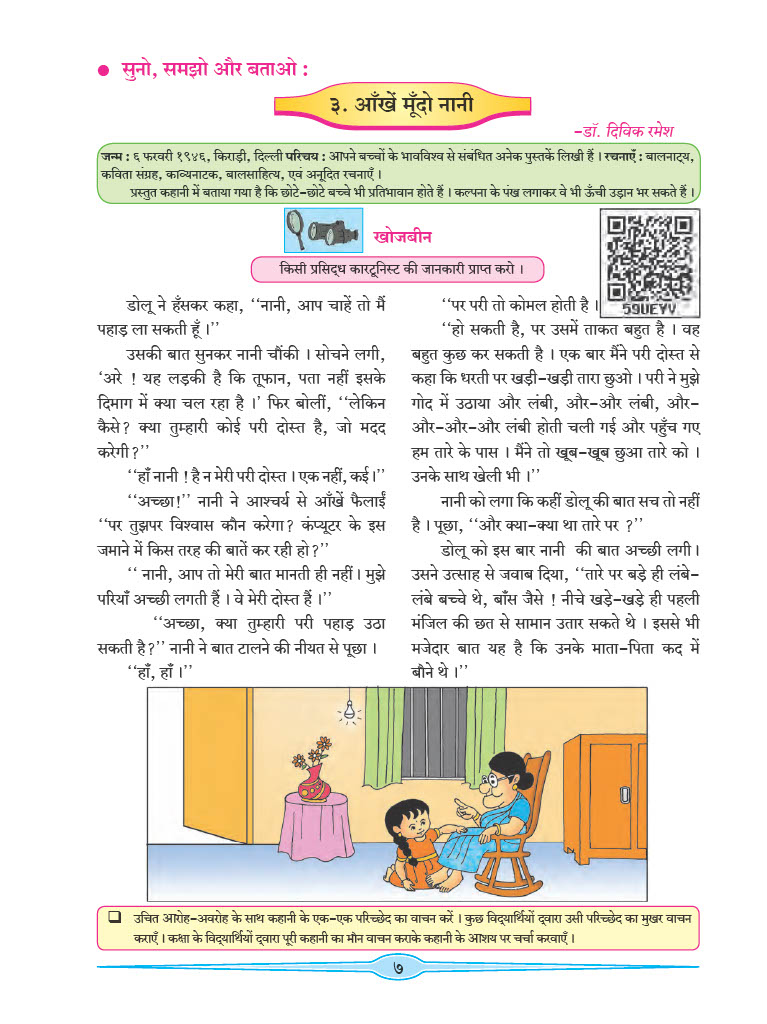 ● सुनो, समझो और बताओ :
३. आँखें मूँदो नानी
–डॉ. दिविक रमेश
जन्म : ६ फरवरी १९४६, किराड़ी, दिल्ली परिचय : आपने बच्चों के भावविश्व से संबंधित अनेक पुस्तकें लिखी हैं । रचनाएँ : बालनाट्य,
कविता संग्रह, काव्यनाटक, बालसाहित्य, एवं अनूदित रचनाएँ ।
प्रस्तुत कहानी में बताया गया है कि छोटे-छोटे बच्चे भी प्रतिभावान होते हैं । कल्पना के पंख लगाकर वे भी ऊँची उड़ान भर सकते हैं ।
खोजबीन
किसी प्रसिद्ध कारटूनिस्ट की जानकारी प्राप्त करो ।
59UEYV
डोलू ने हँसकर कहा, ‘‘नानी, आप चाहें तो मैं
पहाड़ ला सकती हूँ ।’’
उसकी बात सुनकर नानी चौंकी । सोचने लगी,
‘अरे ! यह लड़की है कि तूफान, पता नहीं इसके
दिमाग में क्या चल रहा है ।’ फिर बोलीं, ‘‘लेकिन
कैसे? क्या तुम्हारी कोई परी दोस्त है, जो मदद
करेगी?’’
‘‘हाँ नानी ! है न मेरी परी दोस्त । एक नहीं, कई।’’
‘‘अच्छा!’’ नानी ने आश्चर्य से आँखें फैलाईं
‘‘पर तुझपर विश्वास कौन करेगा? कंप्यूटर के इस
जमाने में किस तरह की बातें कर रही हो?’’
‘‘ नानी, आप तो मेरी बात मानती ही नहीं । मुझे
परियाँ अच्छी लगती हैं । वे मेरी दोस्त हैं ।’’
‘‘अच्छा, क्या तुम्हारी परी पहाड़ उठा
सकती है?’’ नानी ने बात टालने की नीयत से पूछा ।
‘‘हाँ, हाँ ।’’
‘‘पर परी तो कोमल होती है ।
‘‘हो सकती है, पर उसमें ताकत बहुत है । वह
बहुत कुछ कर सकती है । एक बार मैंने परी दोस्त से
कहा कि धरती पर खड़ी-खड़ी तारा छुओ । परी ने मुझे
गोद में उठाया और लंबी, और-और लंबी, और-
और-और-और लंबी होती चली गई और पहुँच गए
हम तारे के पास । मैंने तो खूब-खूब छुआ तारे को ।
उनके साथ खेली भी ।’’
नानी को लगा कि कहीं डोलू की बात सच तो नहीं
है । पूछा, ‘‘और क्या-क्या था तारे पर ?’’
डोलू को इस बार नानी की बात अच्छी लगी ।
उसने उत्साह से जवाब दिया, ‘‘तारे पर बड़े ही लंबे-
लंबे बच्चे थे, बाँस जैसे ! नीचे खड़े-खड़े ही पहली
मंजिल की छत से सामान उतार सकते थे । इससे भी
मजेदार बात यह है कि उनके माता-पिता कद में
बौने थे ।’’
❑ उचित आरोह-अवरोह के साथ कहानी के एक-एक परिच्छेद का वाचन करें । कुछ विद्यार्थियों द्वारा उसी परिच्छेद का मुखर वाचन
कराएँ । कक्षा के विद्यार्थियों द्वारा पूरी कहानी का मौन वाचन कराके कहानी के आशय पर चर्चा करवाएँ ।
७